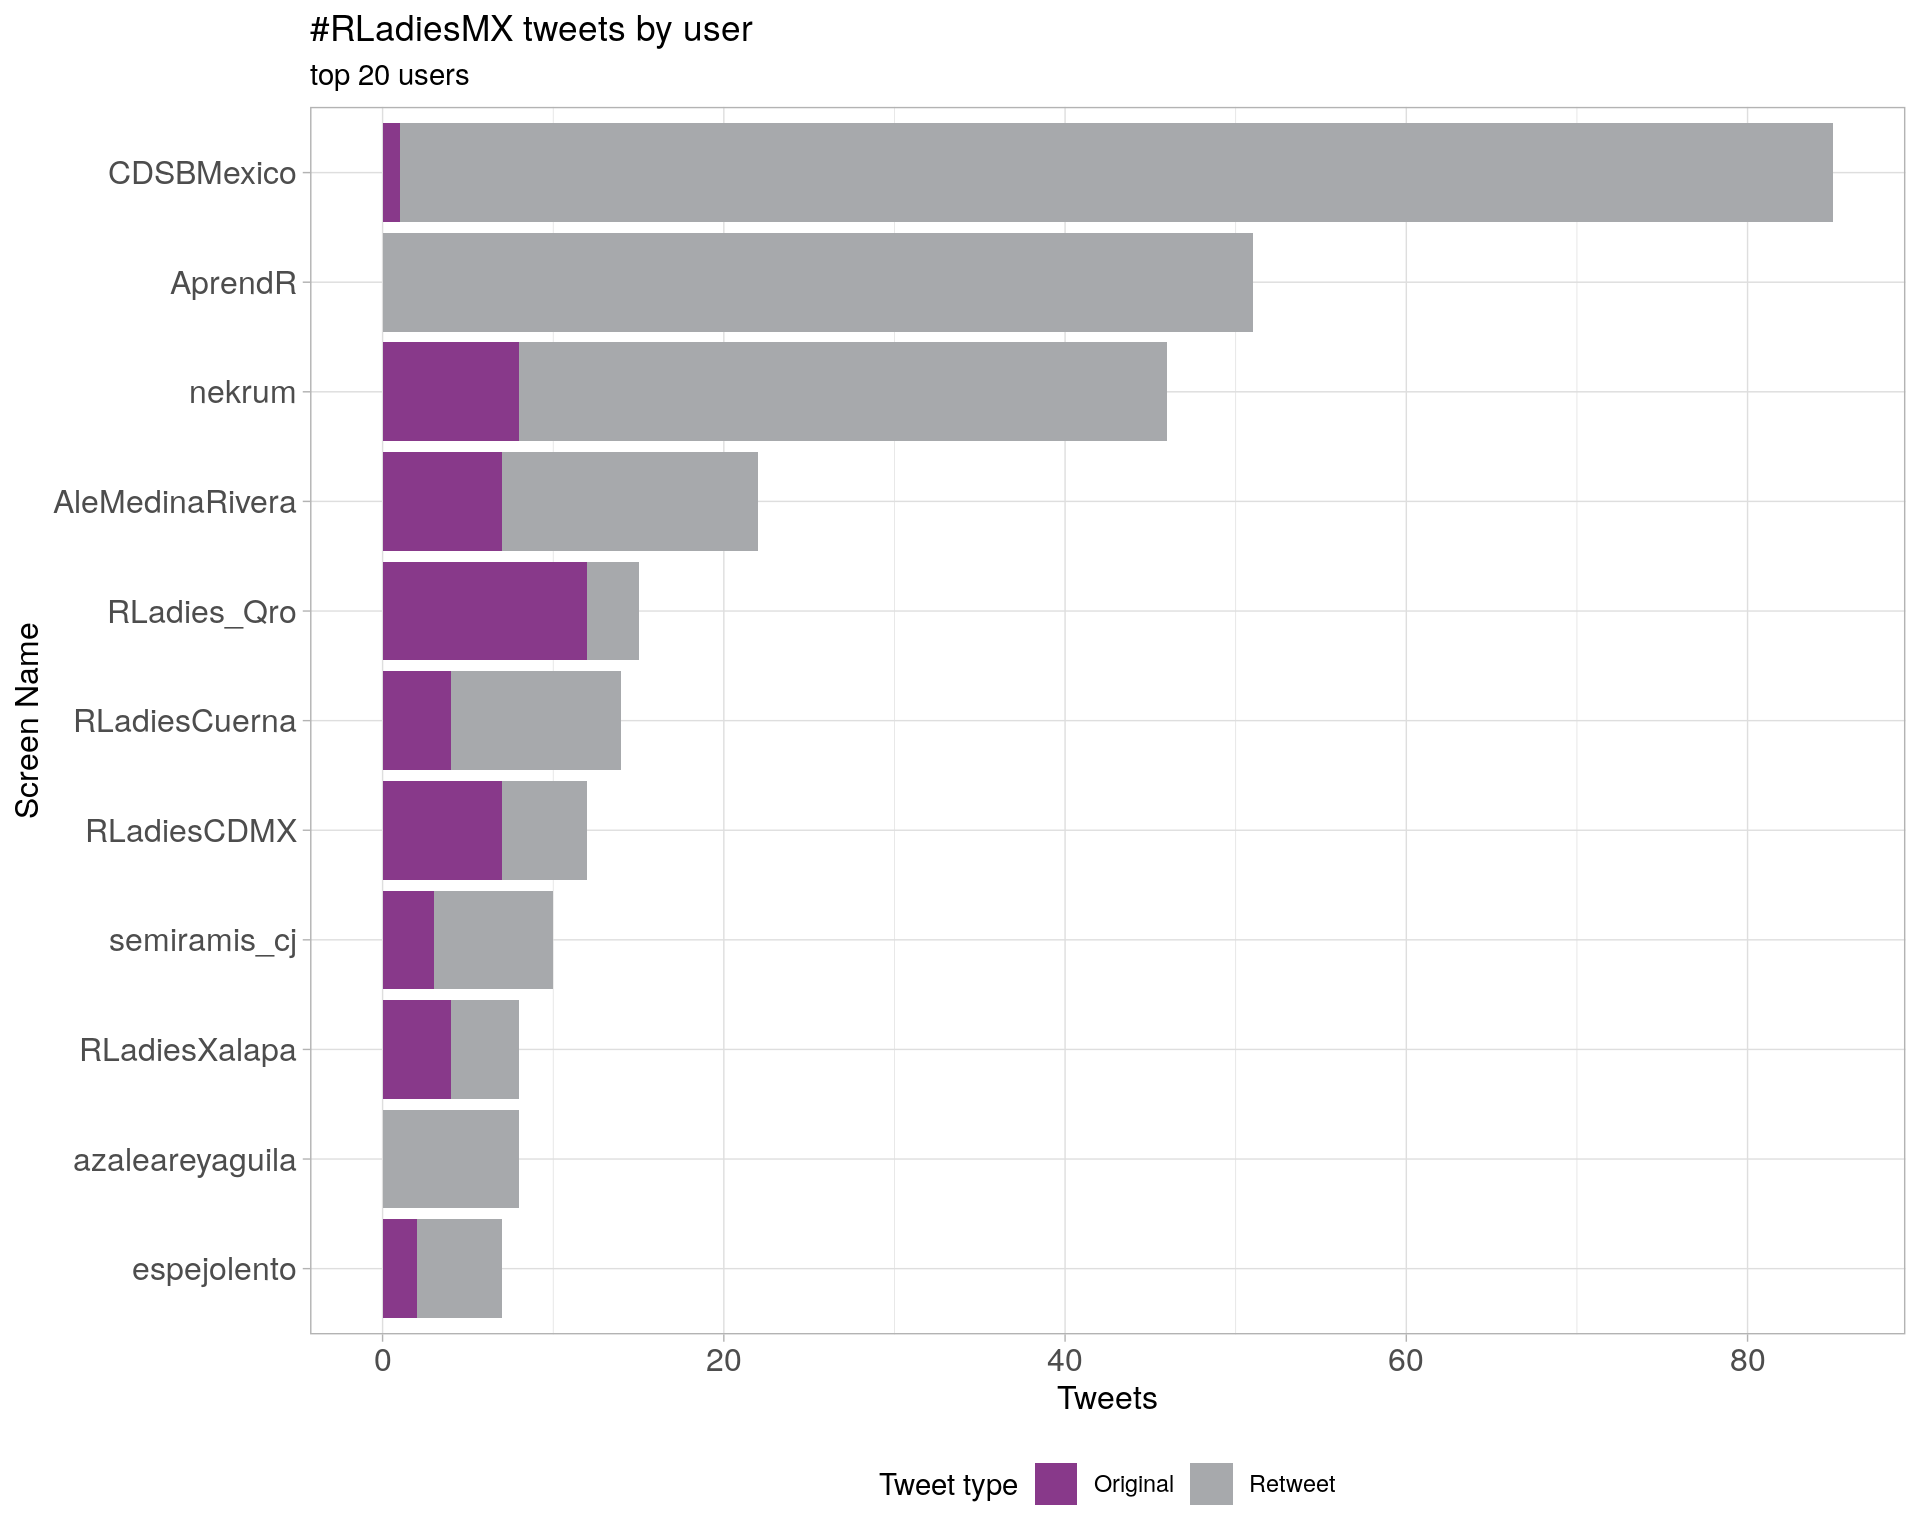 #RLadiesMX tweets by user
top 20 users
Screen Name
CDSBMexico
AprendR
nekrum
AleMedinaRivera
RLadies_Qro
RLadiesCuerna
RLadiesCDMX
semiramis_cj
RLadiesXalapa
azaleareyaguila
espejolento
0 20 40 60 80
Tweets
Tweet type Original Retweet